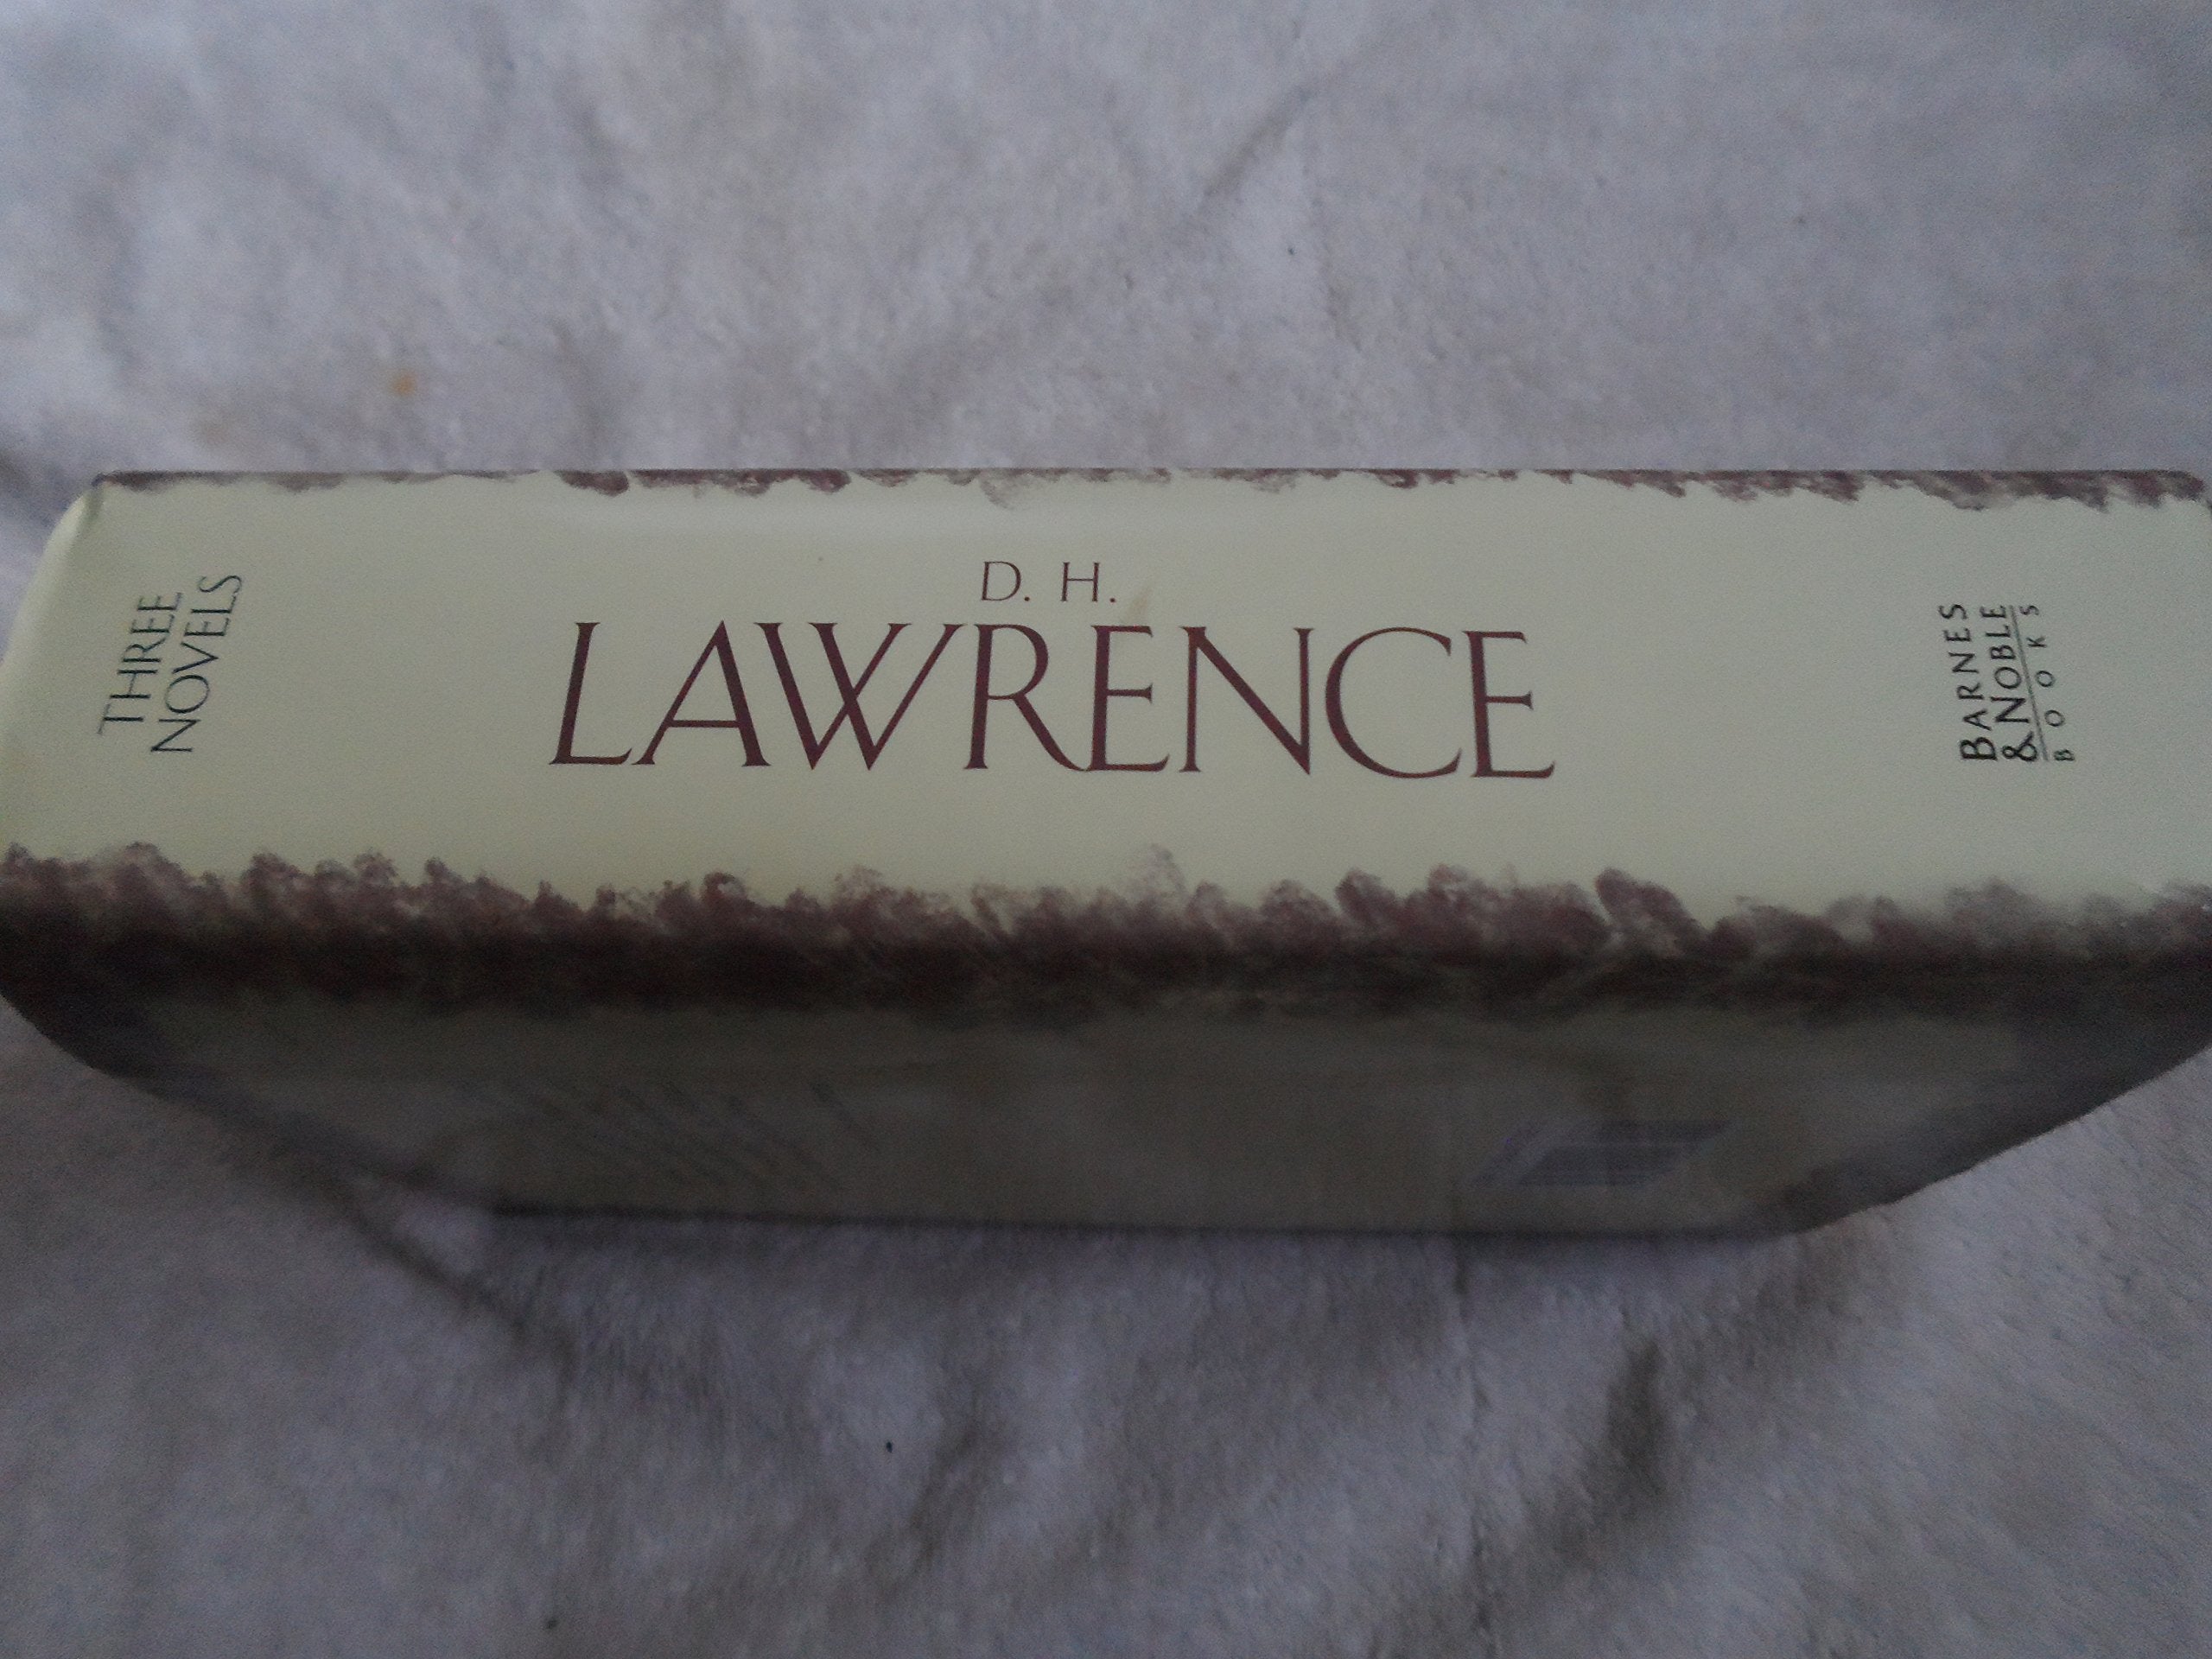 THREE
NOVELS
D. H.
LAWRENCE
BARNES
& NOBLE
BOOKS